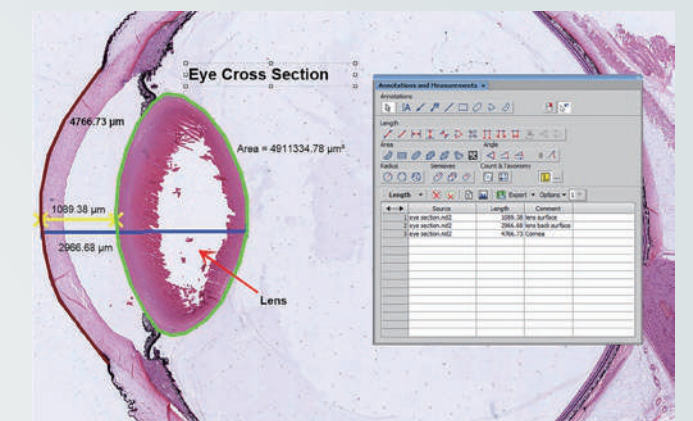 Eye Cross Section
4766.73 µm
Area = 4911334.78 µm²
1089.38 µm
2966.68 µm
Lens
Annotations and Measurements
Annotations
Length
Area
Angle
Radius
Semiaxes
Count & Taxonomy
Length
Export
Options
Source Length Comment
1 eye section.nd2 1089.38 lens surface
2 eye section.nd2 2966.68 lens back surface
3 eye section.nd2 4766.73 Cornea